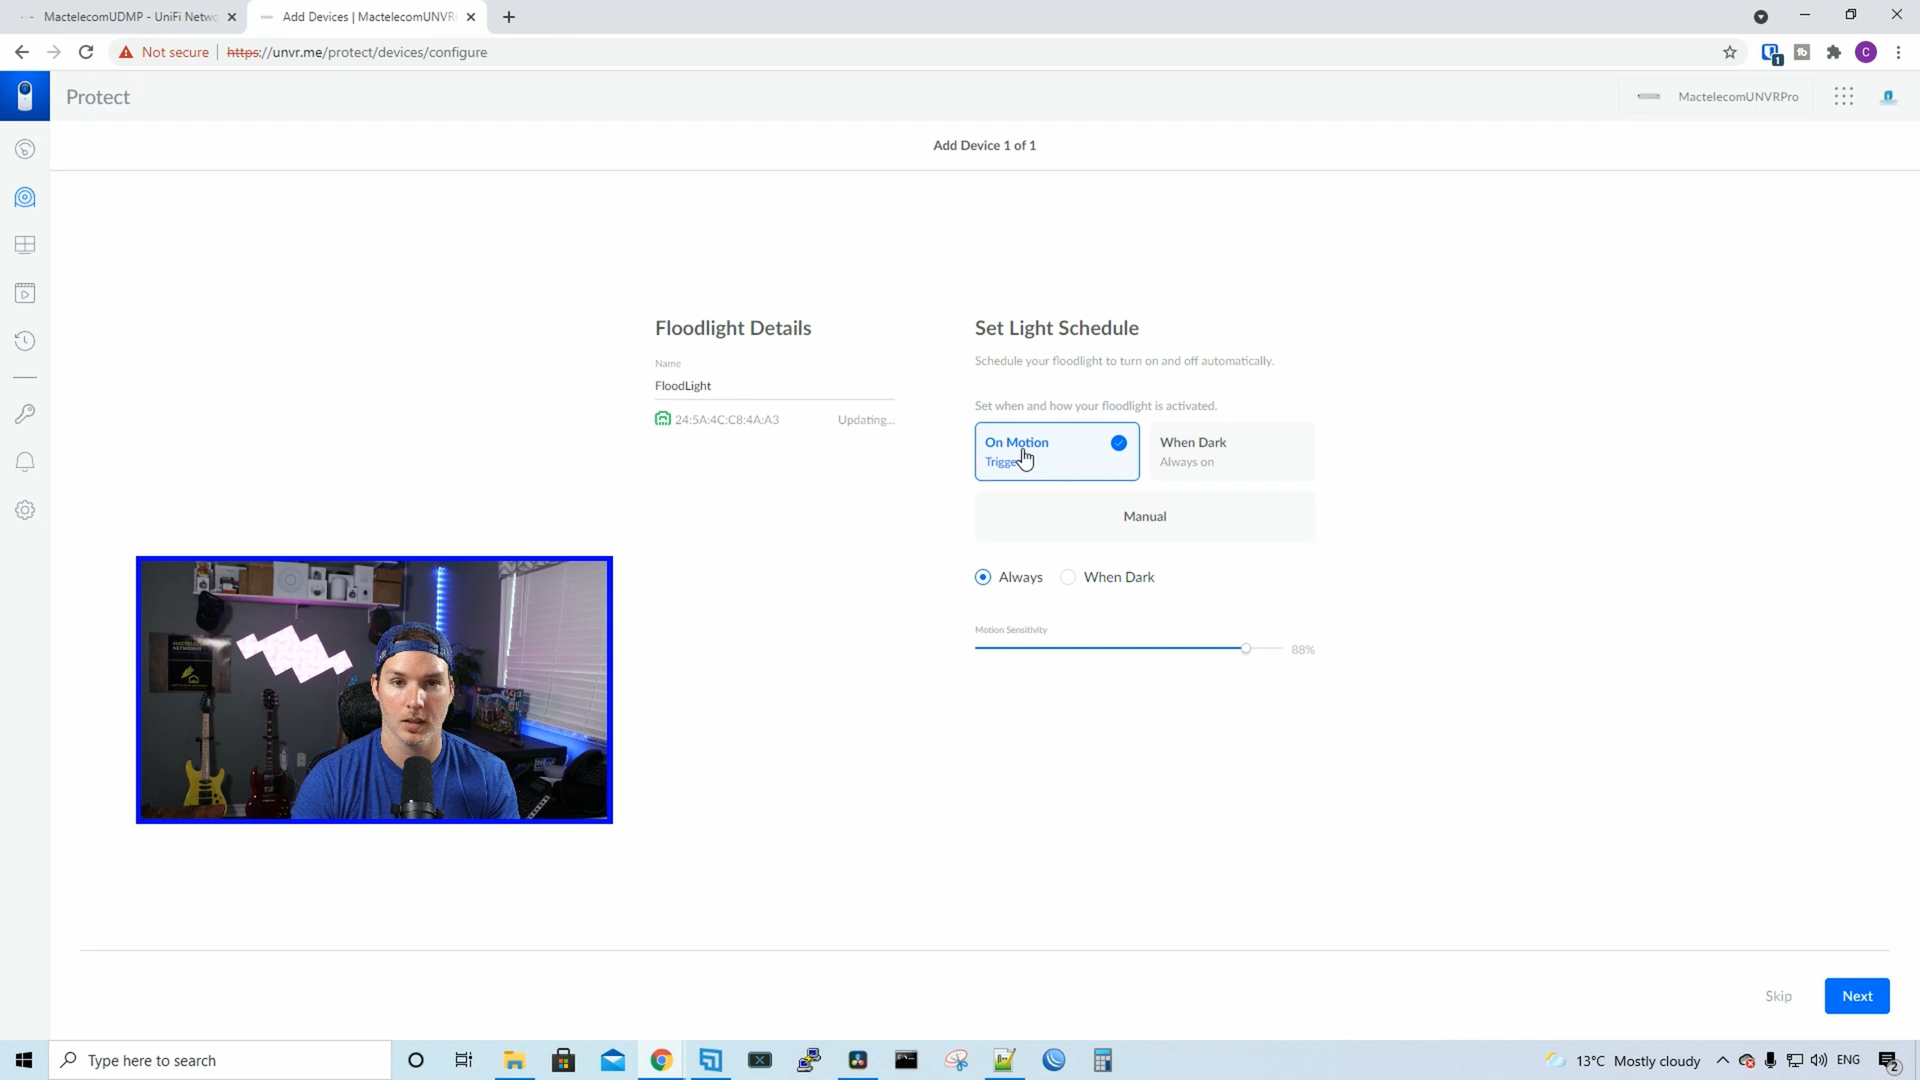 MactelecomUDMP - UniFi Netwo
Add Devices | MactelecomUNVR
Not secure
https://unvr.me/protect/devices/configure
1
C
Protect
MactelecomUNVRPro
Add Device 1 of 1
Floodlight Details
Set Light Schedule
Name
Schedule your floodlight to turn on and off automatically.
FloodLight
Set when and how your floodlight is activated.
24:5A:4C:C8:4A:A3
Updating...
On Motion
When Dark
Trigge
Always on
Manual
Always
When Dark
Motion Sensitivity
88%
Skip
Next
Type here to search
13°C Mostly cloudy
ENG
2